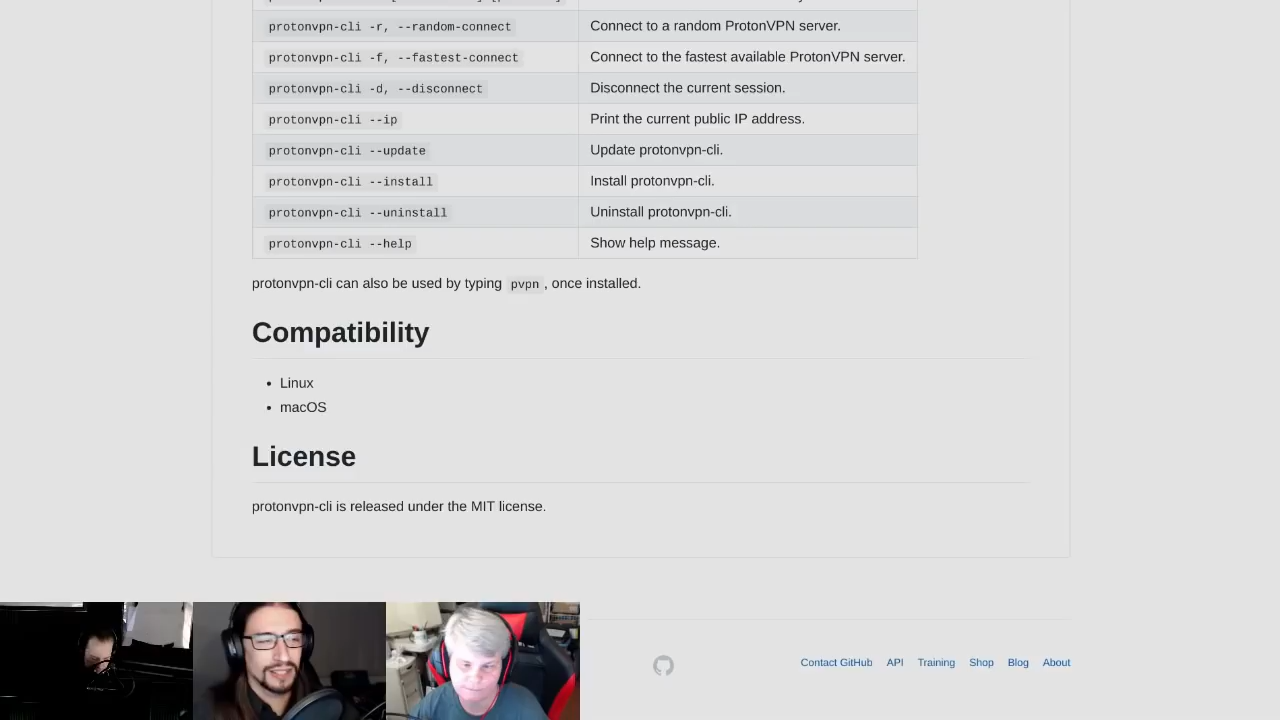 protonvpn-cli -r, --random-connect Connect to a random ProtonVPN server.
protonvpn-cli -f, --fastest-connect Connect to the fastest available ProtonVPN server.
protonvpn-cli -d, --disconnect Disconnect the current session.
protonvpn-cli --ip Print the current public IP address.
protonvpn-cli --update Update protonvpn-cli.
protonvpn-cli --install Install protonvpn-cli.
protonvpn-cli --uninstall Uninstall protonvpn-cli.
protonvpn-cli --help Show help message.
protonvpn-cli can also be used by typing pvpn, once installed.
Compatibility
• Linux
• macOS
License
protonvpn-cli is released under the MIT license.
Contact GitHub API Training Shop Blog About